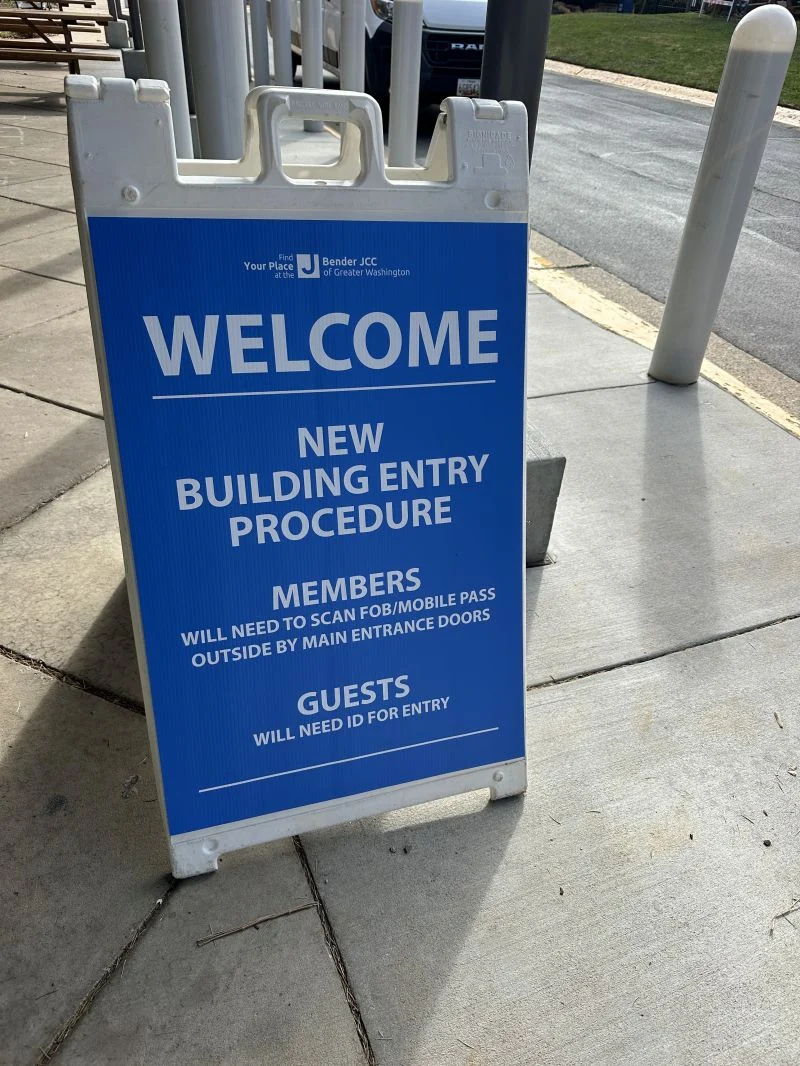 Find
Your Place
at the
J
Bender JCC
of Greater Washington
WELCOME
NEW
BUILDING ENTRY
PROCEDURE
MEMBERS
WILL NEED TO SCAN FOB/MOBILE PASS
OUTSIDE BY MAIN ENTRANCE DOORS
GUESTS
WILL NEED ID FOR ENTRY
RAM